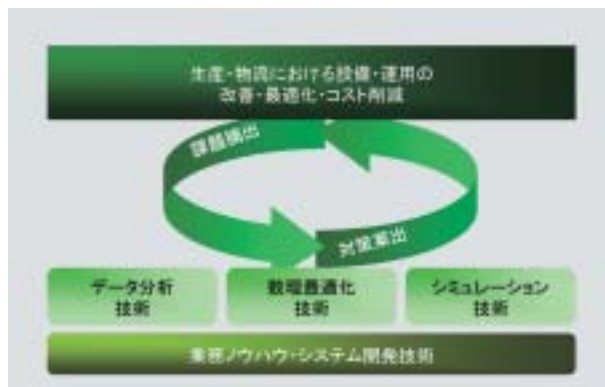 生産・物流における設備・運用の
改善・最適化・コスト削減
課題摘出
対策案出
データ分析
技術
数理最適化
技術
シミュレーション
技術
業務ノウハウ・システム開発技術